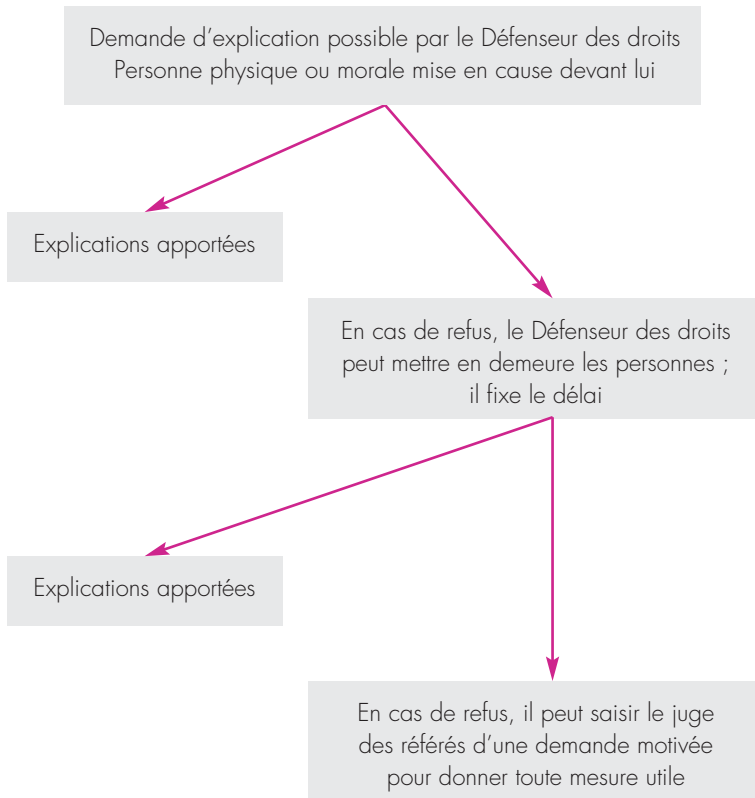 Demande d'explication possible par le Défenseur des droits
Personne physique ou morale mise en cause devant lui
Explications apportées
En cas de refus, le Défenseur des droits
peut mettre en demeure les personnes ;
il fixe le délai
Explications apportées
En cas de refus, il peut saisir le juge
des référés d'une demande motivée
pour donner toute mesure utile